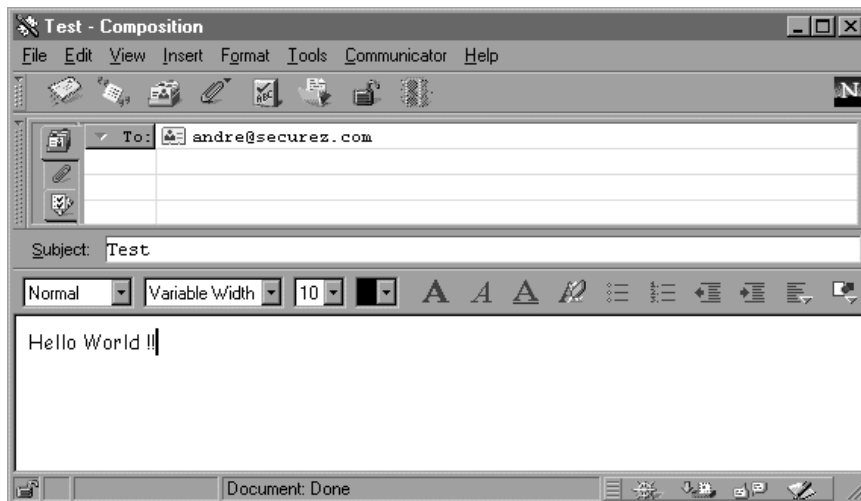 Test - Composition
File Edit View Insert Format Tools Communicator Help
N
To: andre@securez.com
Subject: Test
Normal Variable Width 10 A A A
Hello World !!
Document: Done